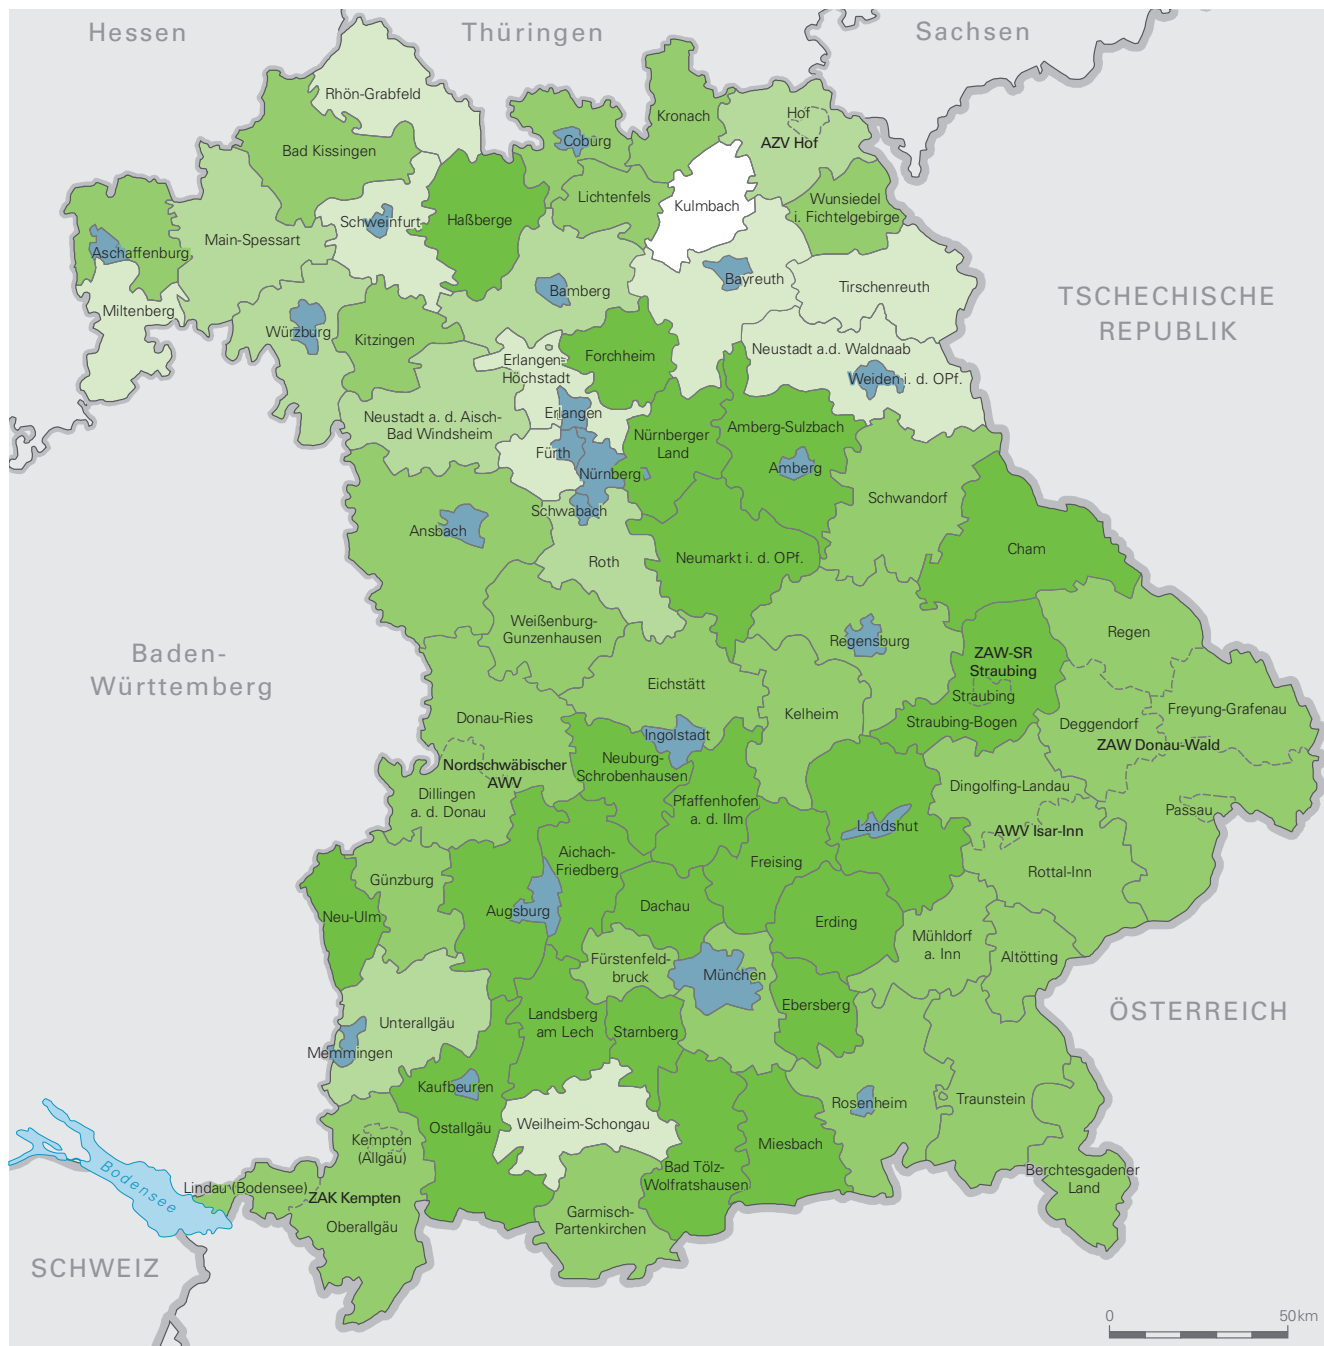 Hessen
Thüringen
Sachsen
Rhön-Grabfeld
Kronach
Hof
AZV Hof
Coburg
Bad Kissingen
Lichtenfels
Kulmbach
Wunsiedel
i. Fichtelgebirge
Schweinfurt
Haßberge
Main-Spessart
Aschaffenburg
Bayreuth
Tirschenreuth
Bamberg
Miltenberg
TSCHECHISCHE
REPUBLIK
Würzburg
Kitzingen
Forchheim
Neustadt a.d. Waldnaab
Erlangen-
Höchstadt
Weiden i. d. OPf.
Erlangen
Neustadt a. d. Aisch-
Bad Windsheim
Nürnberger
Land
Amberg-Sulzbach
Fürth
Nürnberg
Amberg
Schwandorf
Schwabach
Ansbach
Roth
Neumarkt i. d. OPf.
Cham
Weißenburg-
Gunzenhausen
Regensburg
Regen
Baden-
Württemberg
ZAW-SR
Straubing
Straubing
Eichstätt
Kelheim
Straubing-Bogen
Freyung-Grafenau
Deggendorf
ZAW Donau-Wald
Donau-Ries
Ingolstadt
Nordschwäbischer
AWV
Neuburg-
Schrobenhausen
Dillingen
a. d. Donau
Pfaffenhofen
a. d. Ilm
Dingolfing-Landau
Passau
Landshut
AWV Isar-Inn
Rottal-Inn
Aichach-
Friedberg
Freising
Günzburg
Neu-Ulm
Augsburg
Dachau
Erding
Mühldorf
a. Inn
Altötting
Fürstenfeld-
bruck
München
Ebersberg
ÖSTERREICH
Unterallgäu
Landsberg
am Lech
Starnberg
Memmingen
Kaufbeuren
Rosenheim
Traunstein
Ostallgäu
Weilheim-Schongau
Miesbach
Kempten
(Allgäu)
Bad Tölz-
Wolfratshausen
Berchtesgadener
Land
Bodensee
Lindau (Bodensee)
ZAK Kempten
Oberallgäu
Garmisch-
Partenkirchen
SCHWEIZ
0 50 km